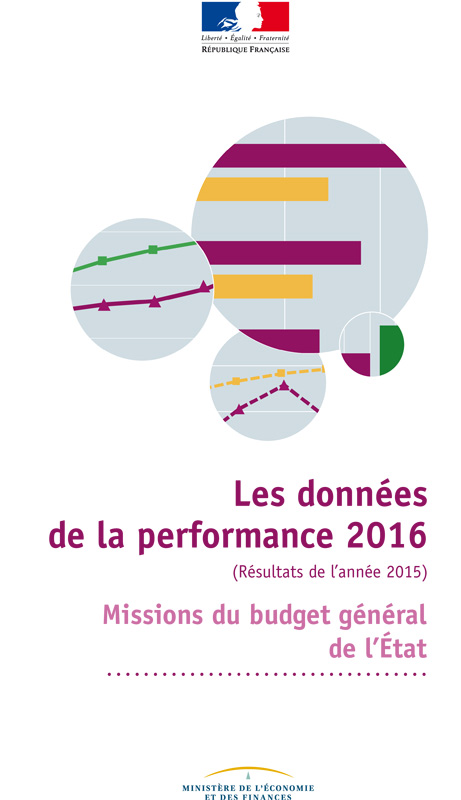 Liberté • Égalité • Fraternité
RÉPUBLIQUE FRANÇAISE
Les données
de la performance 2016
(Résultats de l'année 2015)
Missions du budget général
de l'État
MINISTÈRE DE L'ÉCONOMIE
ET DES FINANCES